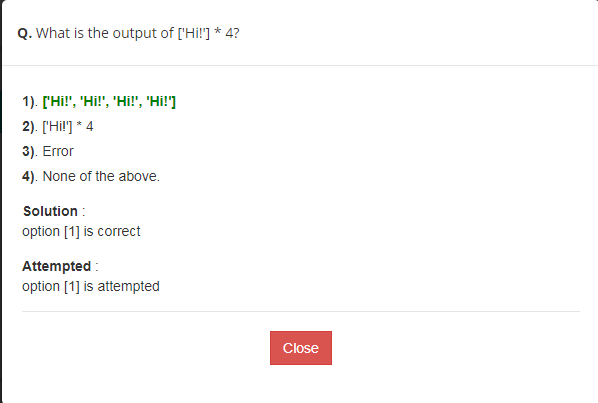 Q. What is the output of ['Hi!'] * 4?
1). ['Hi!', 'Hi!', 'Hi!', 'Hi!']
2). ['Hi!'] * 4
3). Error
4). None of the above.
Solution :
option [1] is correct
Attempted :
option [1] is attempted
Close